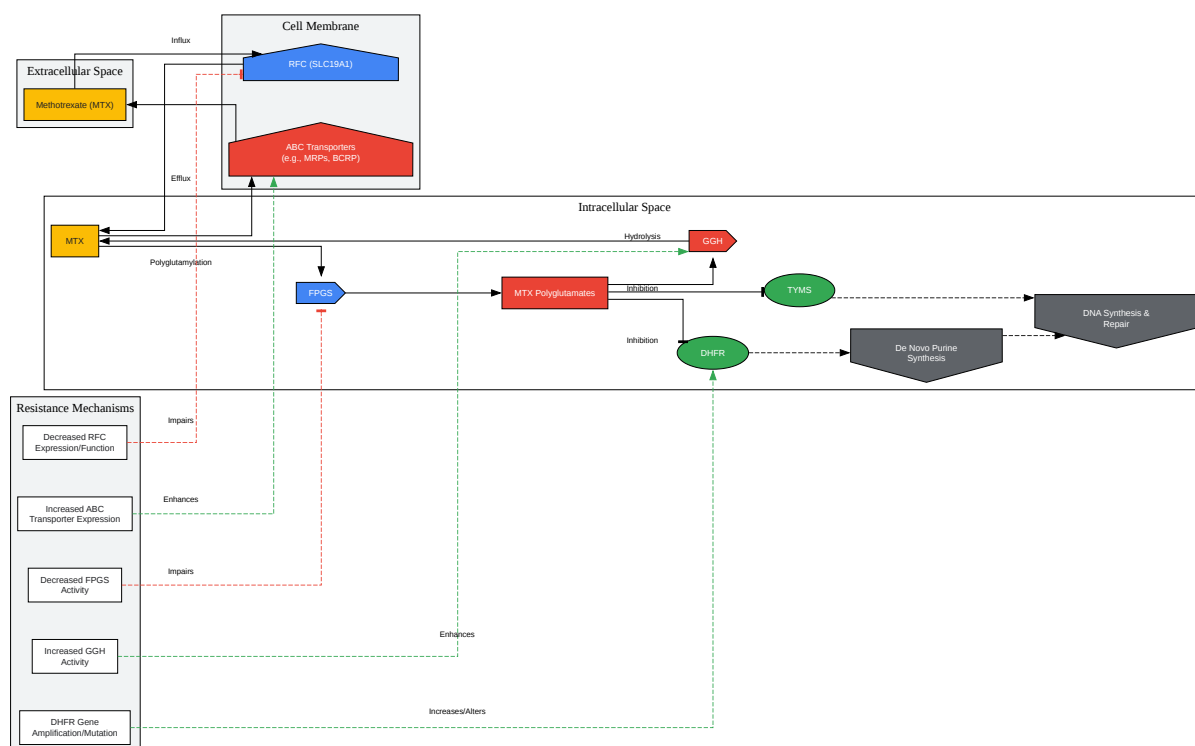 Cell Membrane
Influx
RFC (SLC19A1)
Extracellular Space
Methotrexate (MTX)
ABC Transporters
(e.g., MRPs, BCRP)
Efflux
Intracellular Space
MTX
Hydrolysis
GGH
Polyglutamylation
FPGS
MTX Polyglutamates
Inhibition
TYMS
DNA Synthesis &
Repair
Inhibition
DHFR
De Novo Purine
Synthesis
Resistance Mechanisms
Impairs
Decreased RFC
Expression/Function
Enhances
Increased ABC
Transporter Expression
Impairs
Decreased FPGS
Activity
Enhances
Increased GGH
Activity
Increases/Alters
DHFR Gene
Amplification/Mutation